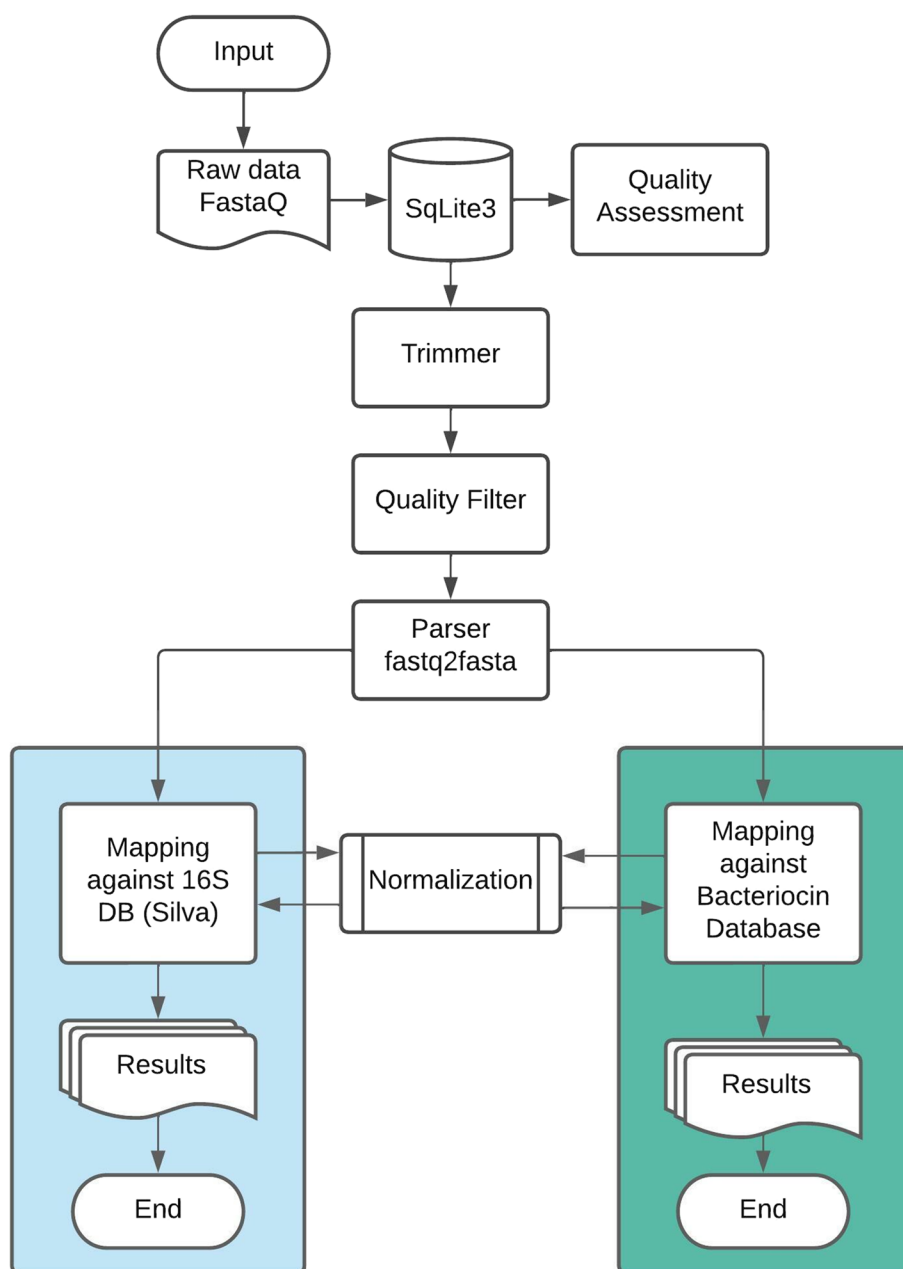 Input
Raw data
FastaQ
SqLite3
Quality
Assessment
Trimmer
Quality Filter
Parser
fastq2fasta
Mapping
against 16S
DB (Silva)
Normalization
Mapping
against
Bacteriocin
Database
Results
Results
End
End